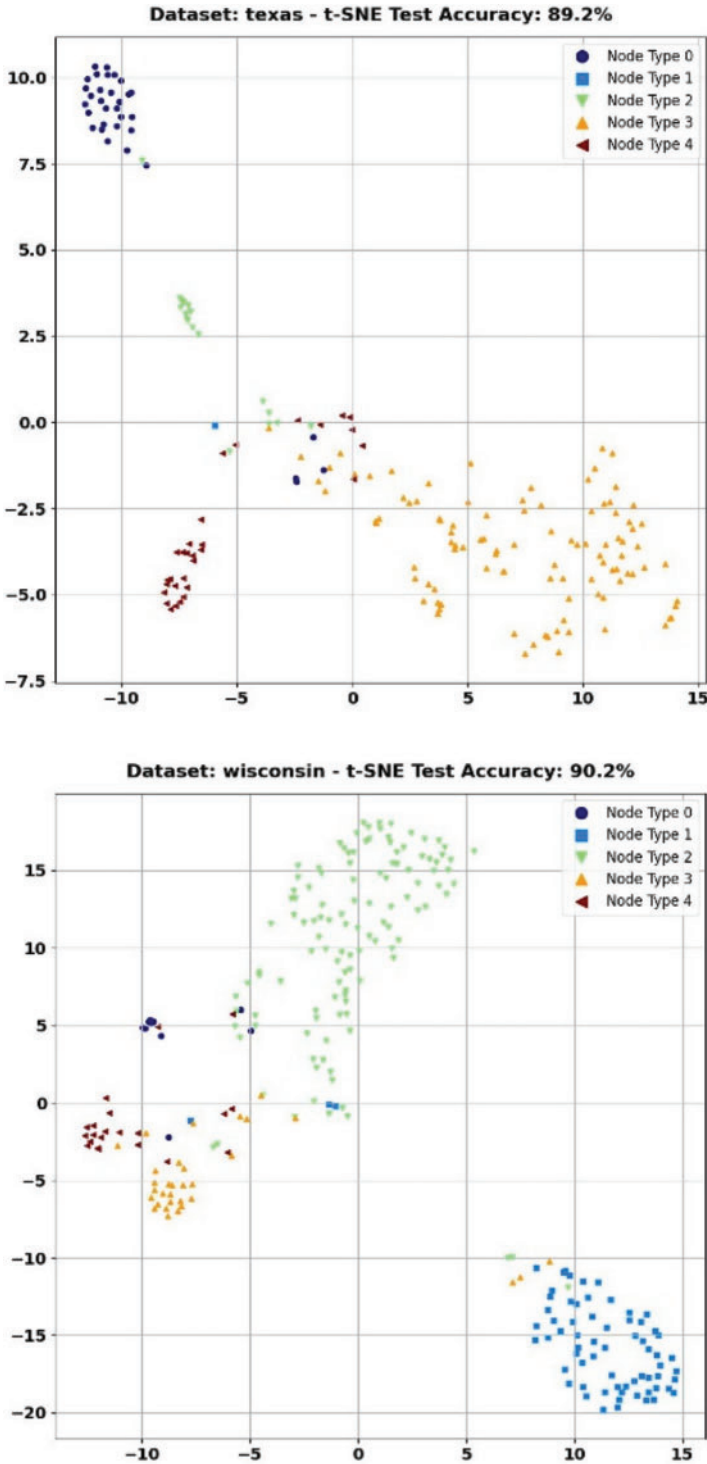 Dataset: texas - t-SNE Test Accuracy: 89.2%
Node Type 0
Node Type 1
Node Type 2
Node Type 3
Node Type 4
10.0
7.5
5.0
2.5
0.0
−2.5
−5.0
−7.5
−10 −5 0 5 10 15
Dataset: wisconsin - t-SNE Test Accuracy: 90.2%
Node Type 0
Node Type 1
Node Type 2
Node Type 3
Node Type 4
15
10
5
0
−5
−10
−15
−20
−10 −5 0 5 10 15